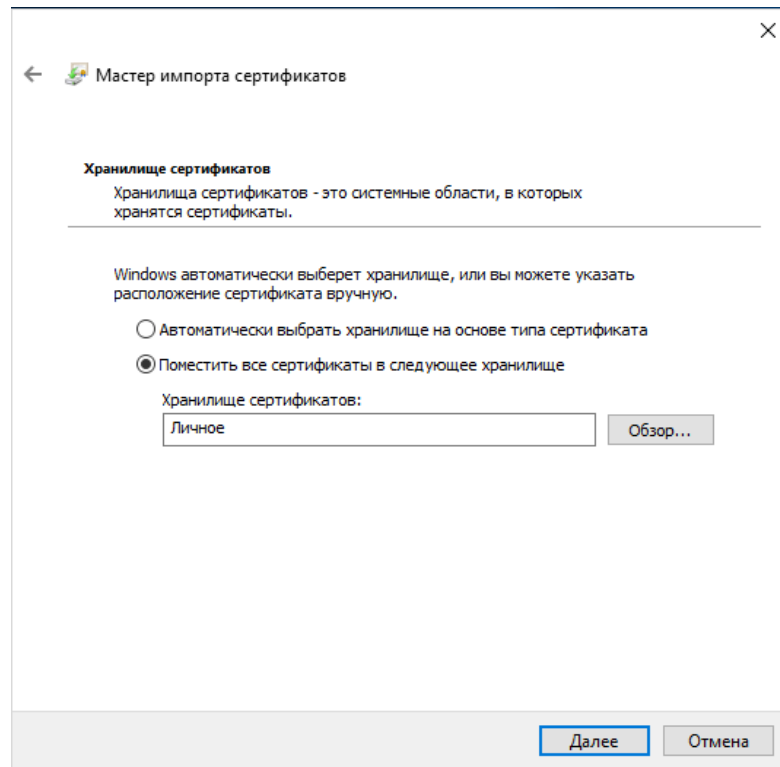 Мастер импорта сертификатов
Хранилище сертификатов
Хранилища сертификатов - это системные области, в которых
хранятся сертификаты.
Windows автоматически выберет хранилище, или вы можете указать
расположение сертификата вручную.
Автоматически выбрать хранилище на основе типа сертификата
Поместить все сертификаты в следующее хранилище
Хранилище сертификатов:
Личное
Обзор...
Далее
Отмена